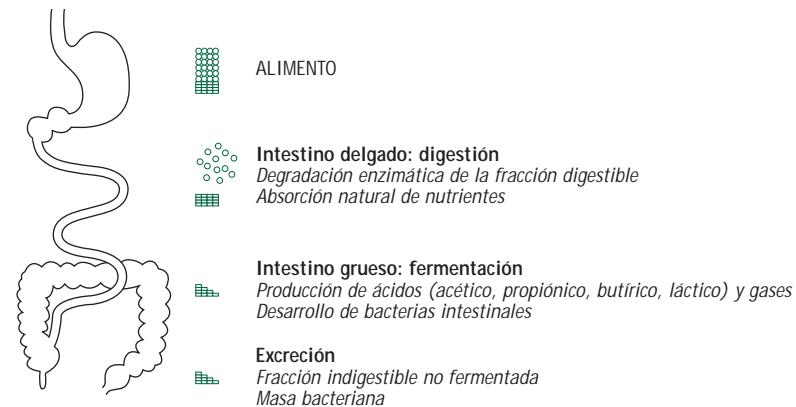 ALIMENTO
Intestino delgado: digestión
Degradación enzimática de la fracción digestible
Absorción natural de nutrientes
Intestino grueso: fermentación
Producción de ácidos (acético, propiónico, butírico, láctico) y gases
Desarrollo de bacterias intestinales
Excreción
Fracción indigestible no fermentada
Masa bacteriana